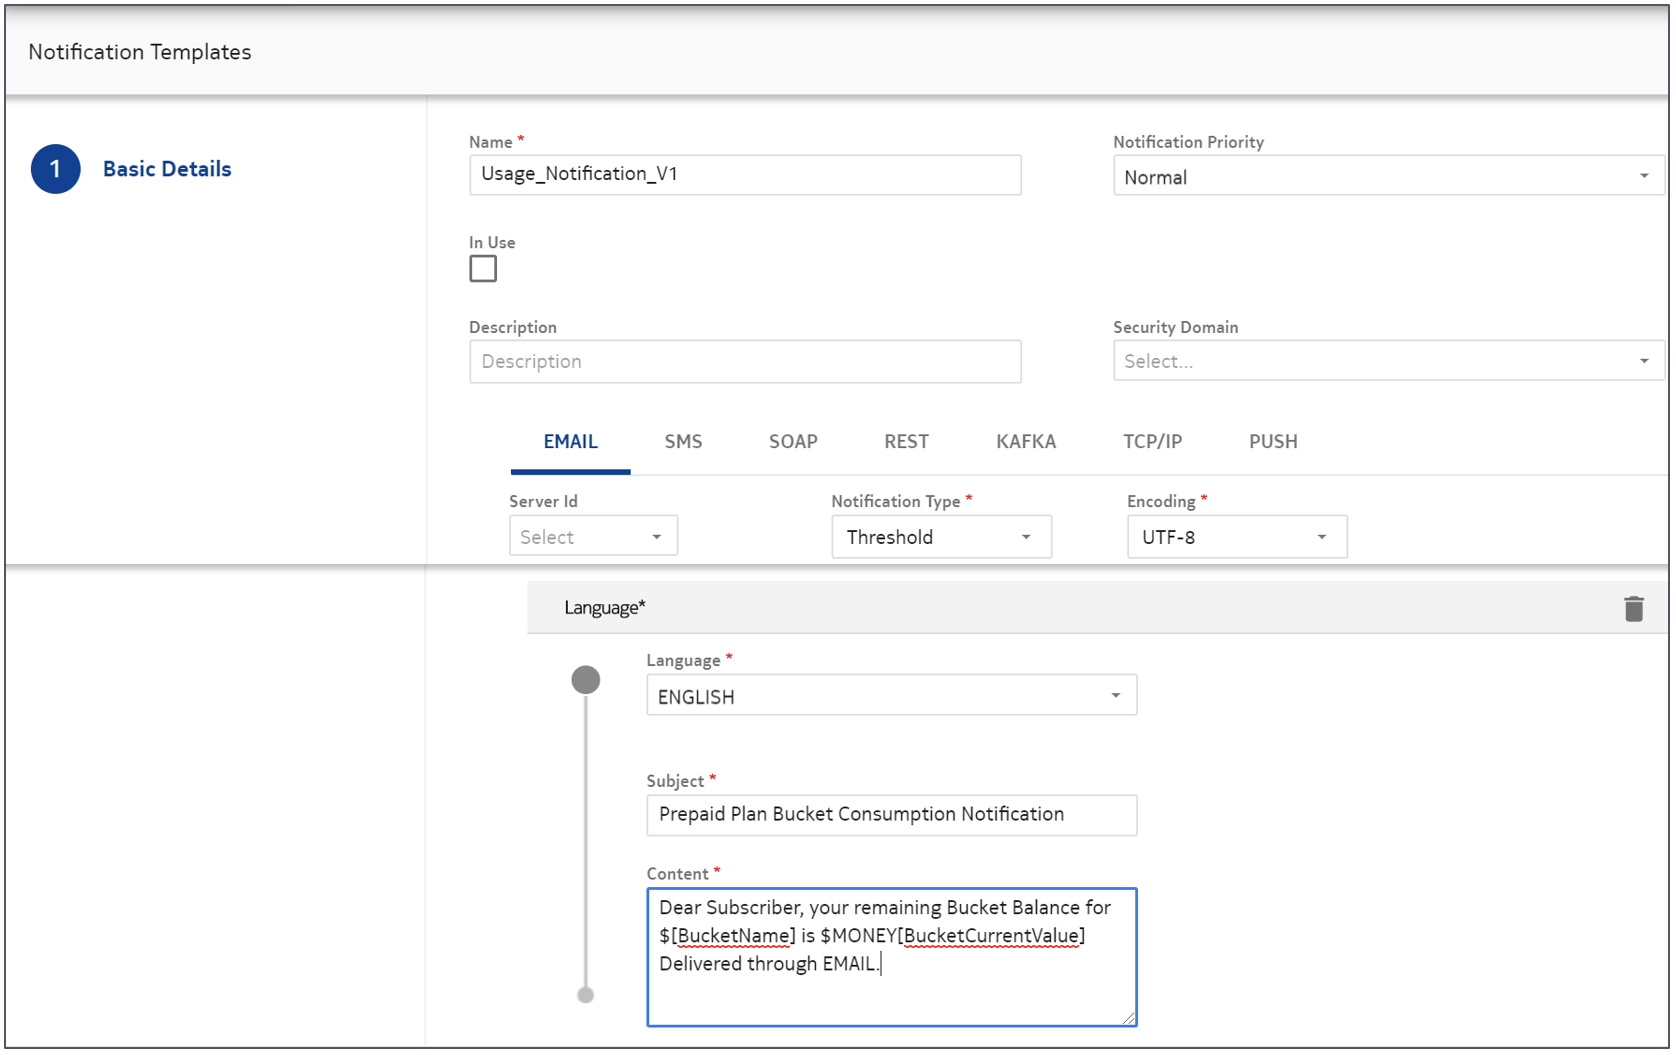 Notification Templates
1 Basic Details
Name *
Usage_Notification_V1
Notification Priority
Normal
In Use
Description
Description
Security Domain
Select...
EMAIL SMS SOAP REST KAFKA TCP/IP PUSH
Server Id
Select
Notification Type *
Threshold
Encoding *
UTF-8
Language*
Language *
ENGLISH
Subject *
Prepaid Plan Bucket Consumption Notification
Content *
Dear Subscriber, your remaining Bucket Balance for
$[BucketName] is $MONEY[BucketCurrentValue]
Delivered through EMAIL.